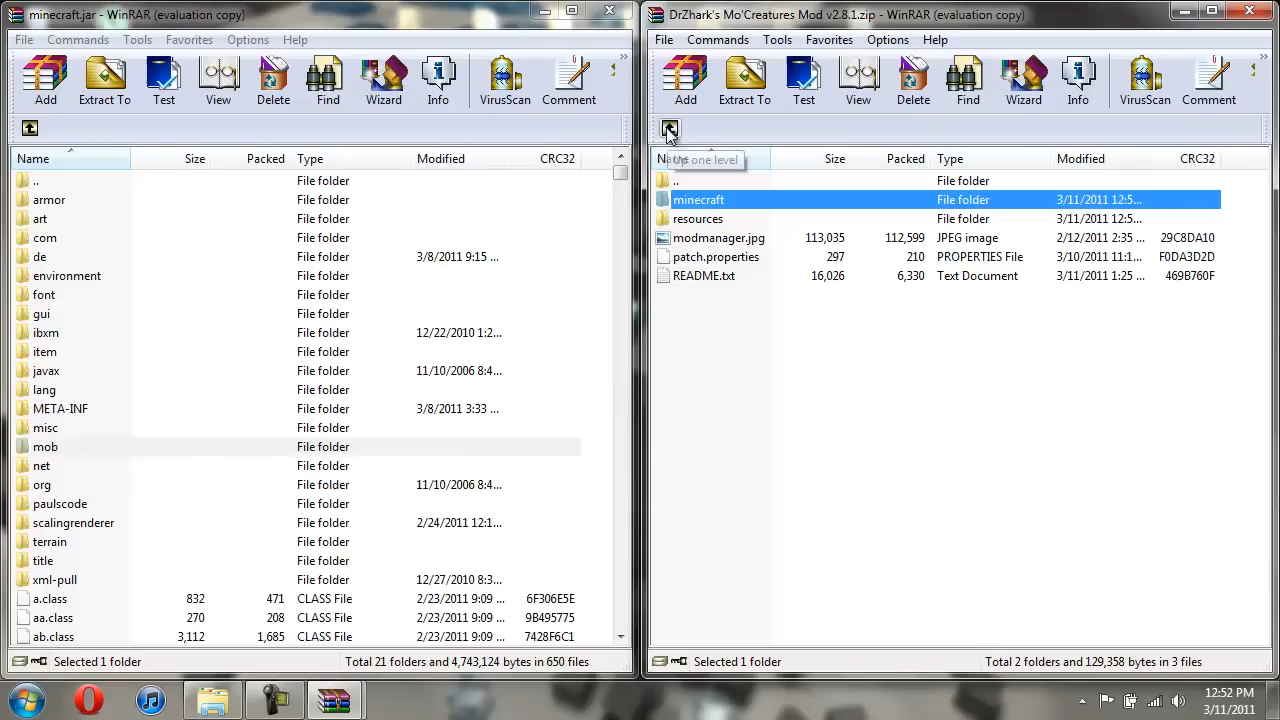 minecraft.jar - WinRAR (evaluation copy)
File Commands Tools Favorites Options Help
Add Extract To Test View Delete Find Wizard Info VirusScan Comment
Name Size Packed Type Modified CRC32
.. File folder
armor File folder
art File folder
com File folder
de File folder 3/8/2011 9:15 ...
environment File folder
font File folder
gui File folder
ibxm File folder 12/22/2010 1:2...
item File folder
javax File folder 11/10/2006 8:4...
lang File folder
META-INF File folder 3/8/2011 3:33 ...
misc File folder
mob File folder
net File folder
org File folder 11/10/2006 8:4...
paulscode File folder
scalingrenderer File folder 2/24/2011 12:1...
terrain File folder
title File folder
xml-pull File folder 12/27/2010 8:3...
a.class 832 471 CLASS File 2/23/2011 9:09 ... 6F306E5E
aa.class 270 208 CLASS File 2/23/2011 9:09 ... 9B495775
ab.class 3,112 1,685 CLASS File 2/23/2011 9:09 ... 7428F6C1
Selected 1 folder Total 21 folders and 4,743,124 bytes in 650 files
DrZhark's Mo'Creatures Mod v2.8.1.zip - WinRAR (evaluation copy)
File Commands Tools Favorites Options Help
Add Extract To Test View Delete Find Wizard Info VirusScan Comment
Up one level
Size Packed Type Modified CRC32
.. File folder
minecraft File folder 3/11/2011 12:5...
resources File folder 3/11/2011 12:5...
modmanager.jpg 113,035 112,599 JPEG image 2/12/2011 2:35 ... 29C8DA10
patch.properties 297 210 PROPERTIES File 3/10/2011 11:1... F0DA3D2D
README.txt 16,026 6,330 Text Document 3/11/2011 1:25 ... 469B760F
Selected 1 folder Total 2 folders and 129,358 bytes in 3 files
12:52 PM
3/11/2011